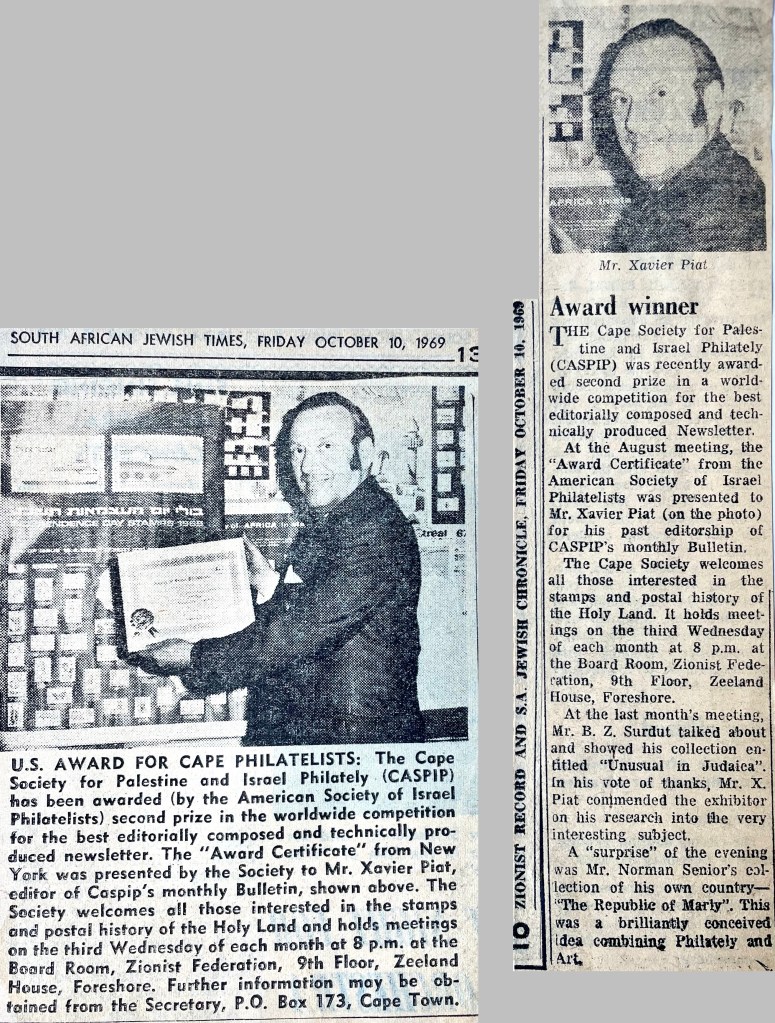 SOUTH AFRICAN JEWISH TIMES, FRIDAY OCTOBER 10, 1969
13
בולי יום העצמאות תשכ"ט
INDEPENDENCE DAY STAMPS 1969
AFRICA
U.S. AWARD FOR CAPE PHILATELISTS: The Cape
Society for Palestine and Israel Philately (CASPIP)
has been awarded (by the American Society of Israel
Philatelists) second prize in the worldwide competition
for the best editorially composed and technically pro-
duced newsletter. The "Award Certificate" from New
York was presented by the Society to Mr. Xavier Piat,
editor of Caspip's monthly Bulletin, shown above. The
Society welcomes all those interested in the stamps
and postal history of the Holy Land and holds meetings
on the third Wednesday of each month at 8 p.m. at the
Board Room, Zionist Federation, 9th Floor, Zeeland
House, Foreshore. Further information may be ob-
tained from the Secretary, P.O. Box 173, Cape Town.
10 ZIONIST RECORD AND S.A. JEWISH CHRONICLE, FRIDAY OCTOBER 10, 1969
AFRICA
Mr. Xavier Piat
Award winner
THE Cape Society for Pales-
tine and Israel Philately
(CASPIP) was recently award-
ed second prize in a world-
wide competition for the best
editorially composed and tech-
nically produced Newsletter.
At the August meeting, the
"Award Certificate" from the
American Society of Israel
Philatelists was presented to
Mr. Xavier Piat (on the photo)
for his past editorship of
CASPIP's monthly Bulletin.
The Cape Society welcomes
all those interested in the
stamps and postal history of
the Holy Land. It holds meet-
ings on the third Wednesday
of each month at 8 p.m. at
the Board Room, Zionist Fede-
ration, 9th Floor, Zeeland
House, Foreshore.
At the last month's meeting,
Mr. B. Z. Surdut talked about
and showed his collection en-
titled "Unusual in Judaica".
In his vote of thanks, Mr. X.
Piat commended the exhibitor
on his research into the very
interesting subject.
A "surprise" of the evening
was Mr. Norman Senior's col-
lection of his own country—
"The Republic of Marly". This
was a brilliantly conceived
idea combining Philately and
Art.